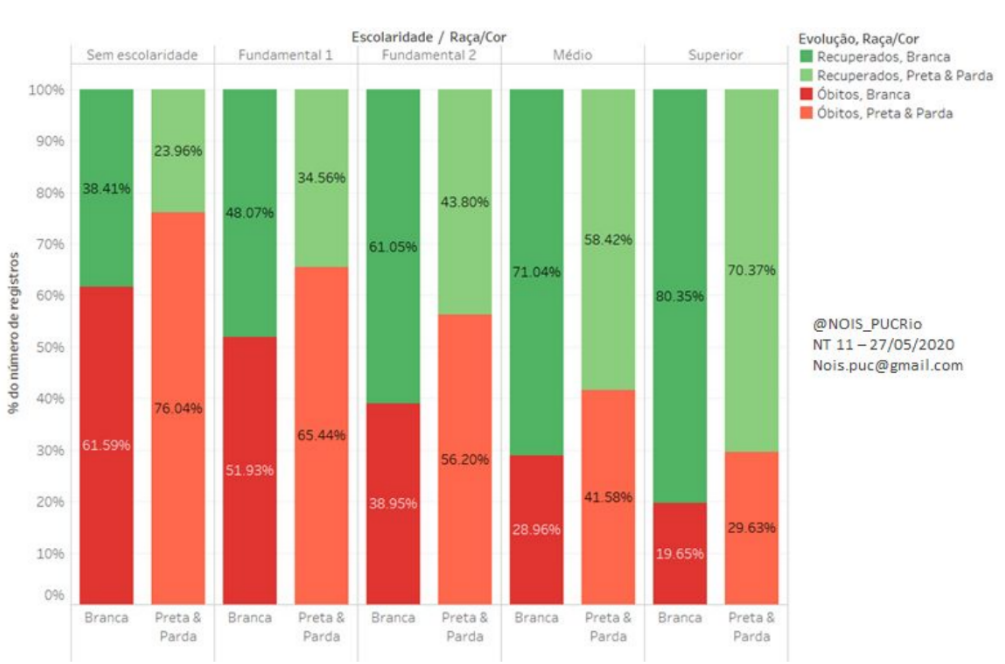 Escolaridade / Raça/Cor
Sem escolaridade Fundamental 1 Fundamental 2 Médio Superior
Evolução, Raça/Cor
Recuperados, Branca
Recuperados, Preta & Parda
Óbitos, Branca
Óbitos, Preta & Parda
% do número de registros
100%
90%
80%
70%
60%
50%
40%
30%
20%
10%
0%
38.41%
61.59%
23.96%
76.04%
48.07%
51.93%
34.56%
65.44%
61.05%
38.95%
43.80%
56.20%
71.04%
28.96%
58.42%
41.58%
80.35%
19.65%
70.37%
29.63%
Branca Preta & Branca Preta & Branca Preta & Branca Preta & Branca Preta &
Parda Parda Parda Parda Parda
@NOIS_PUCRio
NT 11 – 27/05/2020
Nois.puc@gmail.com